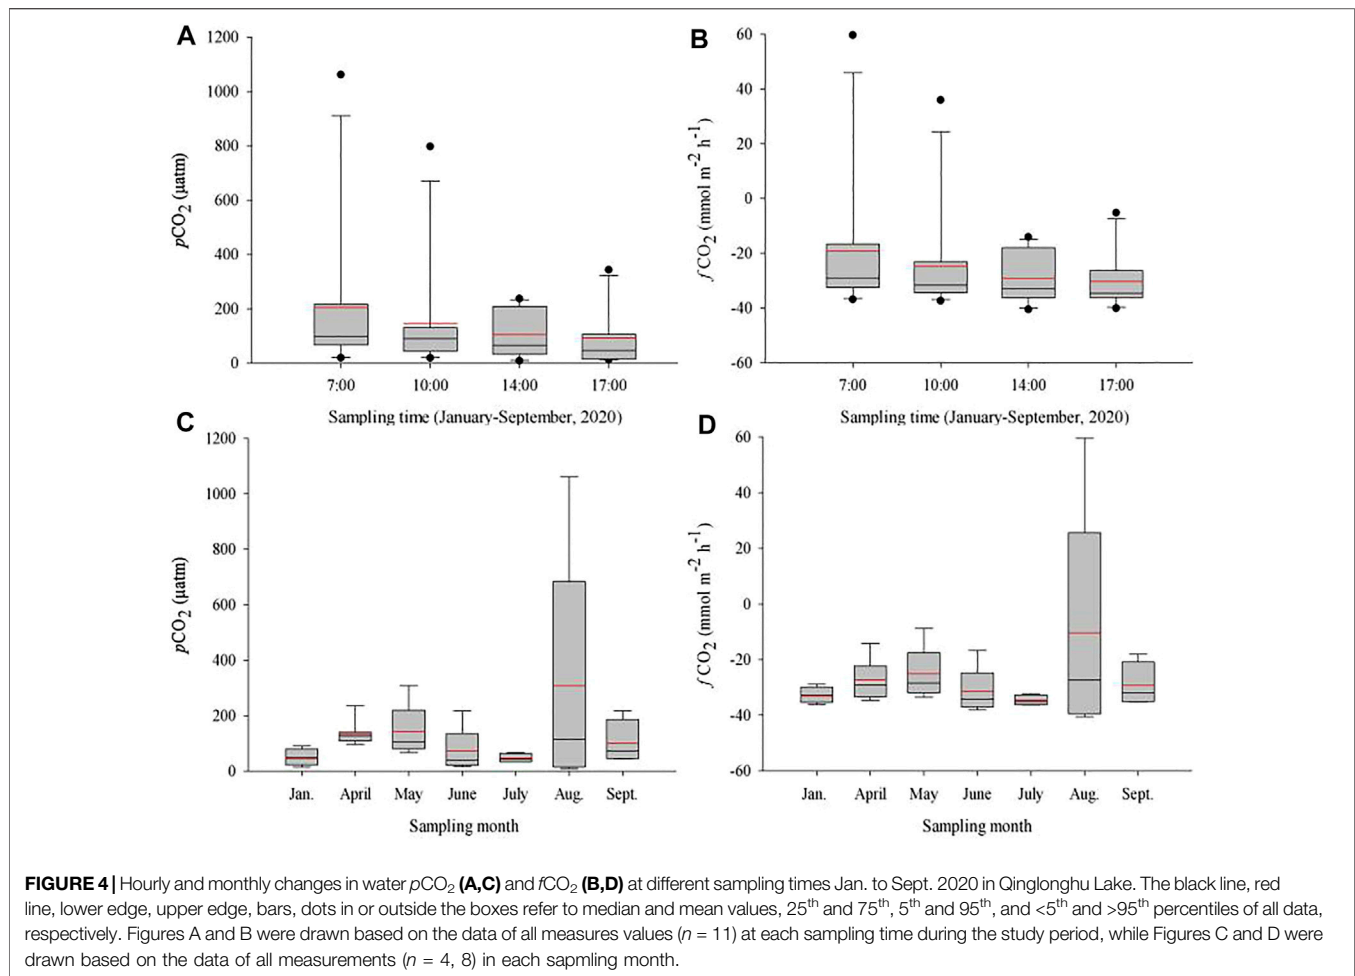 A
1200
1000
800
600
400
200
0
pCO2 (µatm)
7:00 10:00 14:00 17:00
Sampling time (January-September, 2020)
B
60
40
20
0
-20
-40
-60
fCO2 (mmol m-2 h-1)
7:00 10:00 14:00 17:00
Sampling time (January-September, 2020)
C
1200
1000
800
600
400
200
0
pCO2 (µatm)
Jan. April May June July Aug. Sept.
Sampling month
D
60
40
20
0
-20
-40
-60
fCO2 (mmol m-2 h-1)
Jan. April May June July Aug. Sept.
Sampling month
FIGURE 4 | Hourly and monthly changes in water pCO2 (A,C) and fCO2 (B,D) at different sampling times Jan. to Sept. 2020 in Qinglonghu Lake. The black line, red
line, lower edge, upper edge, bars, dots in or outside the boxes refer to median and mean values, 25th and 75th, 5th and 95th, and <5th and >95th percentiles of all data,
respectively. Figures A and B were drawn based on the data of all measures values (n = 11) at each sampling time during the study period, while Figures C and D were
drawn based on the data of all measurements (n = 4, 8) in each sapmling month.